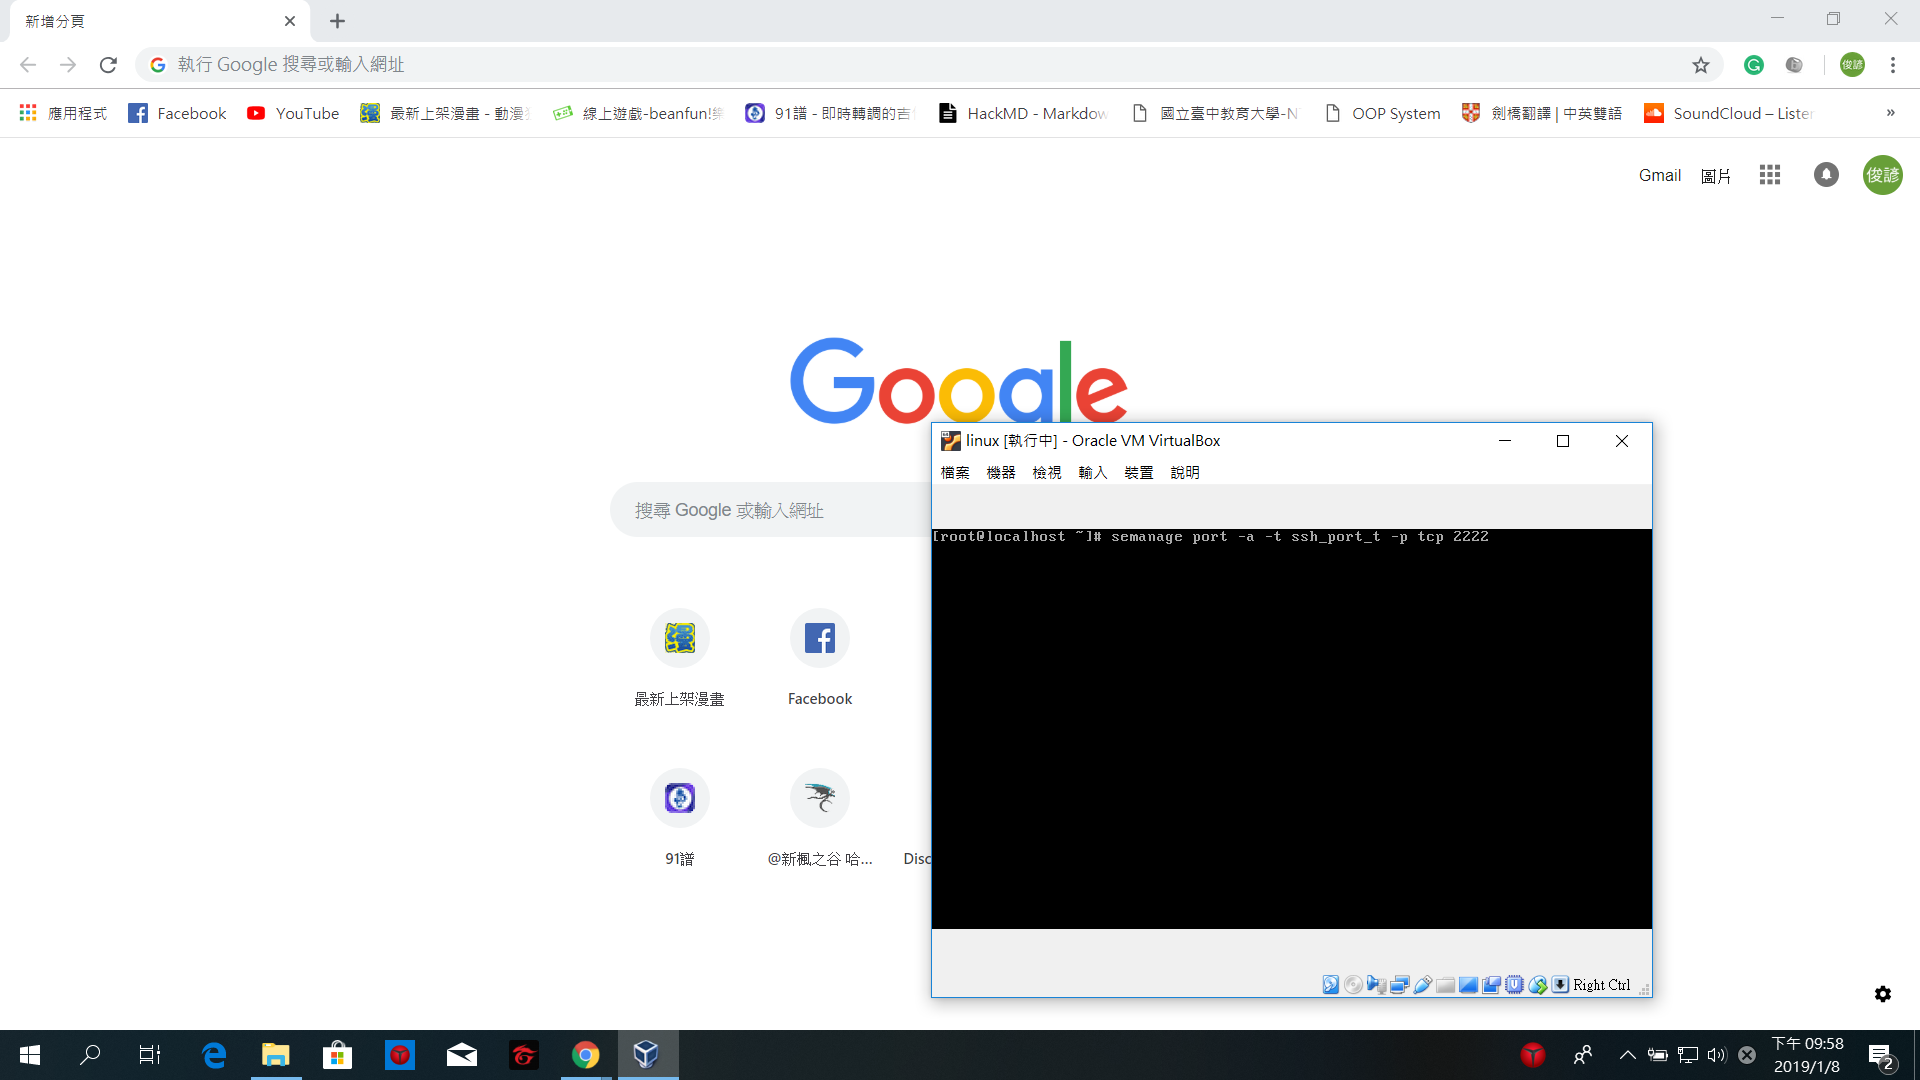 新增分頁
執行 Google 搜尋或輸入網址
俊諺
應用程式
Facebook
YouTube
最新上架漫畫 - 動漫
線上遊戲-beanfun!樂
91譜 - 即時轉調的吉
HackMD - Markdow
國立臺中教育大學-N
OOP System
劍橋翻譯 | 中英雙語
SoundCloud – Lister
»
Gmail
圖片
俊諺
Google
搜尋 Google 或輸入網址
最新上架漫畫
Facebook
91譜
@新楓之谷 哈...
Disc
linux [執行中] - Oracle VM VirtualBox
檔案 機器 檢視 輸入 裝置 說明
[root@localhost ~]# semanage port -a -t ssh_port_t -p tcp 2222
Right Ctrl
下午 09:58
2019/1/8
2